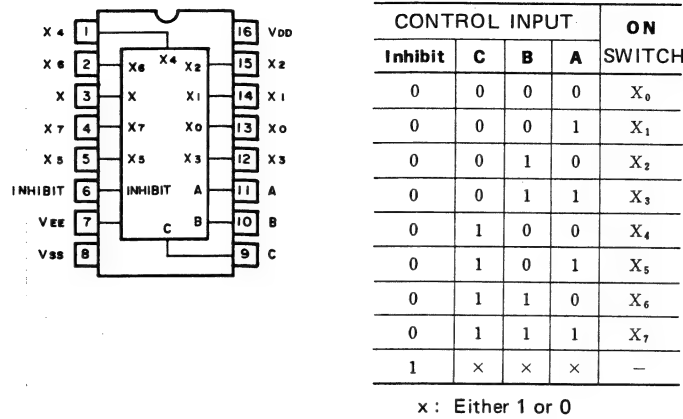 X4 1 16 VDD
X6 2 X6 X4 X2 15 X2
X 3 X X1 14 X1
X7 4 X7 X0 13 X0
X5 5 X5 X3 12 X3
INHIBIT 6 INHIBIT A 11 A
VEE 7 C B 10 B
VSS 8 9 C
CONTROL INPUT ON SWITCH
Inhibit C B A
0 0 0 0 X₀
0 0 0 1 X₁
0 0 1 0 X₂
0 0 1 1 X₃
0 1 0 0 X₄
0 1 0 1 X₅
0 1 1 0 X₆
0 1 1 1 X₇
1 × × × −
x : Either 1 or 0